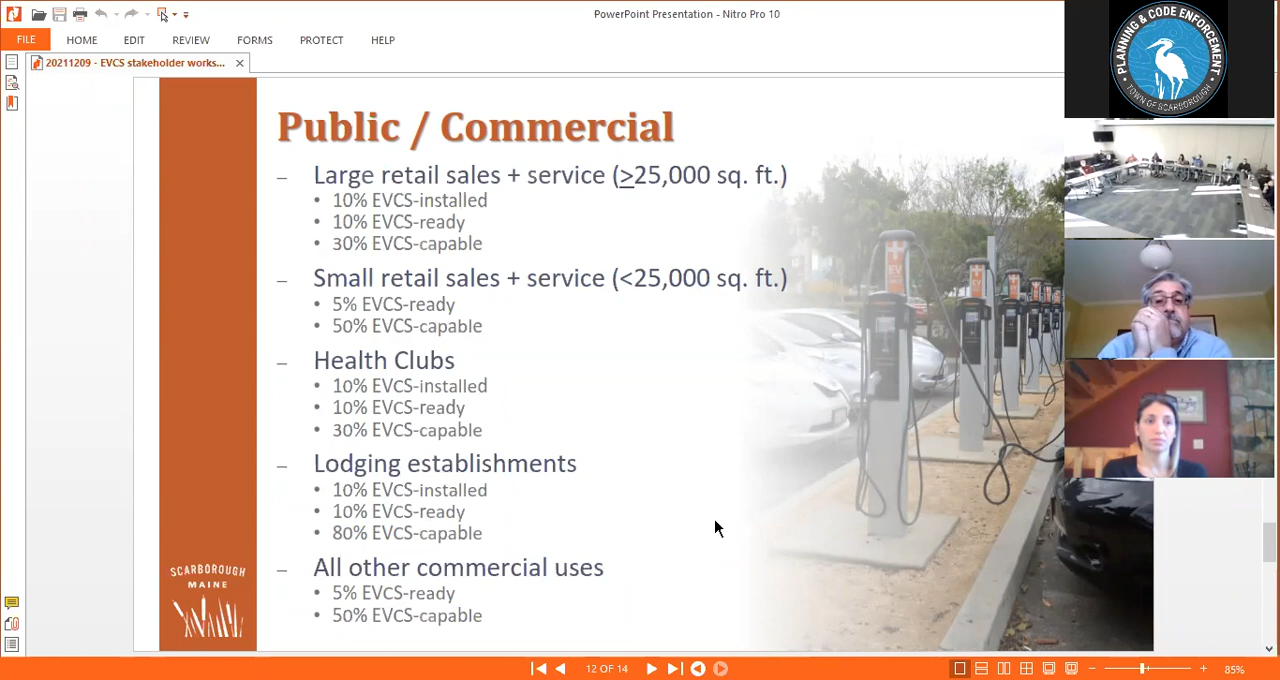 PowerPoint Presentation - Nitro Pro 10
FILE HOME EDIT REVIEW FORMS PROTECT HELP
20211209 - EVCS stakeholder works...
PLANNING & CODE ENFORCEMENT
TOWN OF SCARBOROUGH
Public / Commercial
– Large retail sales + service (≥25,000 sq. ft.)
• 10% EVCS-installed
• 10% EVCS-ready
• 30% EVCS-capable
– Small retail sales + service (<25,000 sq. ft.)
• 5% EVCS-ready
• 50% EVCS-capable
– Health Clubs
• 10% EVCS-installed
• 10% EVCS-ready
• 30% EVCS-capable
– Lodging establishments
• 10% EVCS-installed
• 10% EVCS-ready
• 80% EVCS-capable
– All other commercial uses
• 5% EVCS-ready
• 50% EVCS-capable
SCARBOROUGH
MAINE
EV
12 OF 14
85%